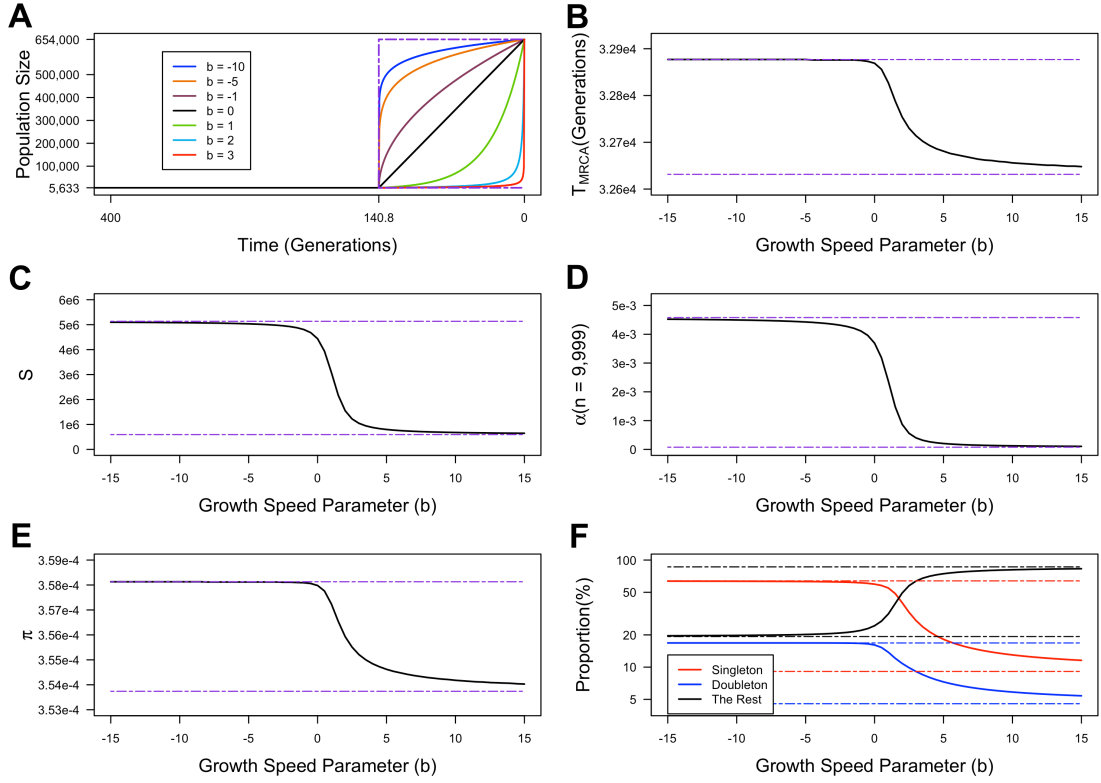 A
654,000
500,000
400,000
300,000
200,000
100,000
5,633
Population Size
b = -10
b = -5
b = -1
b = 0
b = 1
b = 2
b = 3
400
140.8
0
Time (Generations)
B
3.29e4
3.28e4
3.27e4
3.26e4
TMRCA(Generations)
-15
-10
-5
0
5
10
15
Growth Speed Parameter (b)
C
6e6
5e6
4e6
3e6
2e6
1e6
0
S
-15
-10
-5
0
5
10
15
Growth Speed Parameter (b)
D
5e-3
4e-3
3e-3
2e-3
1e-3
0
α(n = 9,999)
-15
-10
-5
0
5
10
15
Growth Speed Parameter (b)
E
3.59e-4
3.58e-4
3.57e-4
3.56e-4
3.55e-4
3.54e-4
3.53e-4
π
-15
-10
-5
0
5
10
15
Growth Speed Parameter (b)
F
100
50
20
10
5
Proportion(%)
Singleton
Doubleton
The Rest
-15
-10
-5
0
5
10
15
Growth Speed Parameter (b)